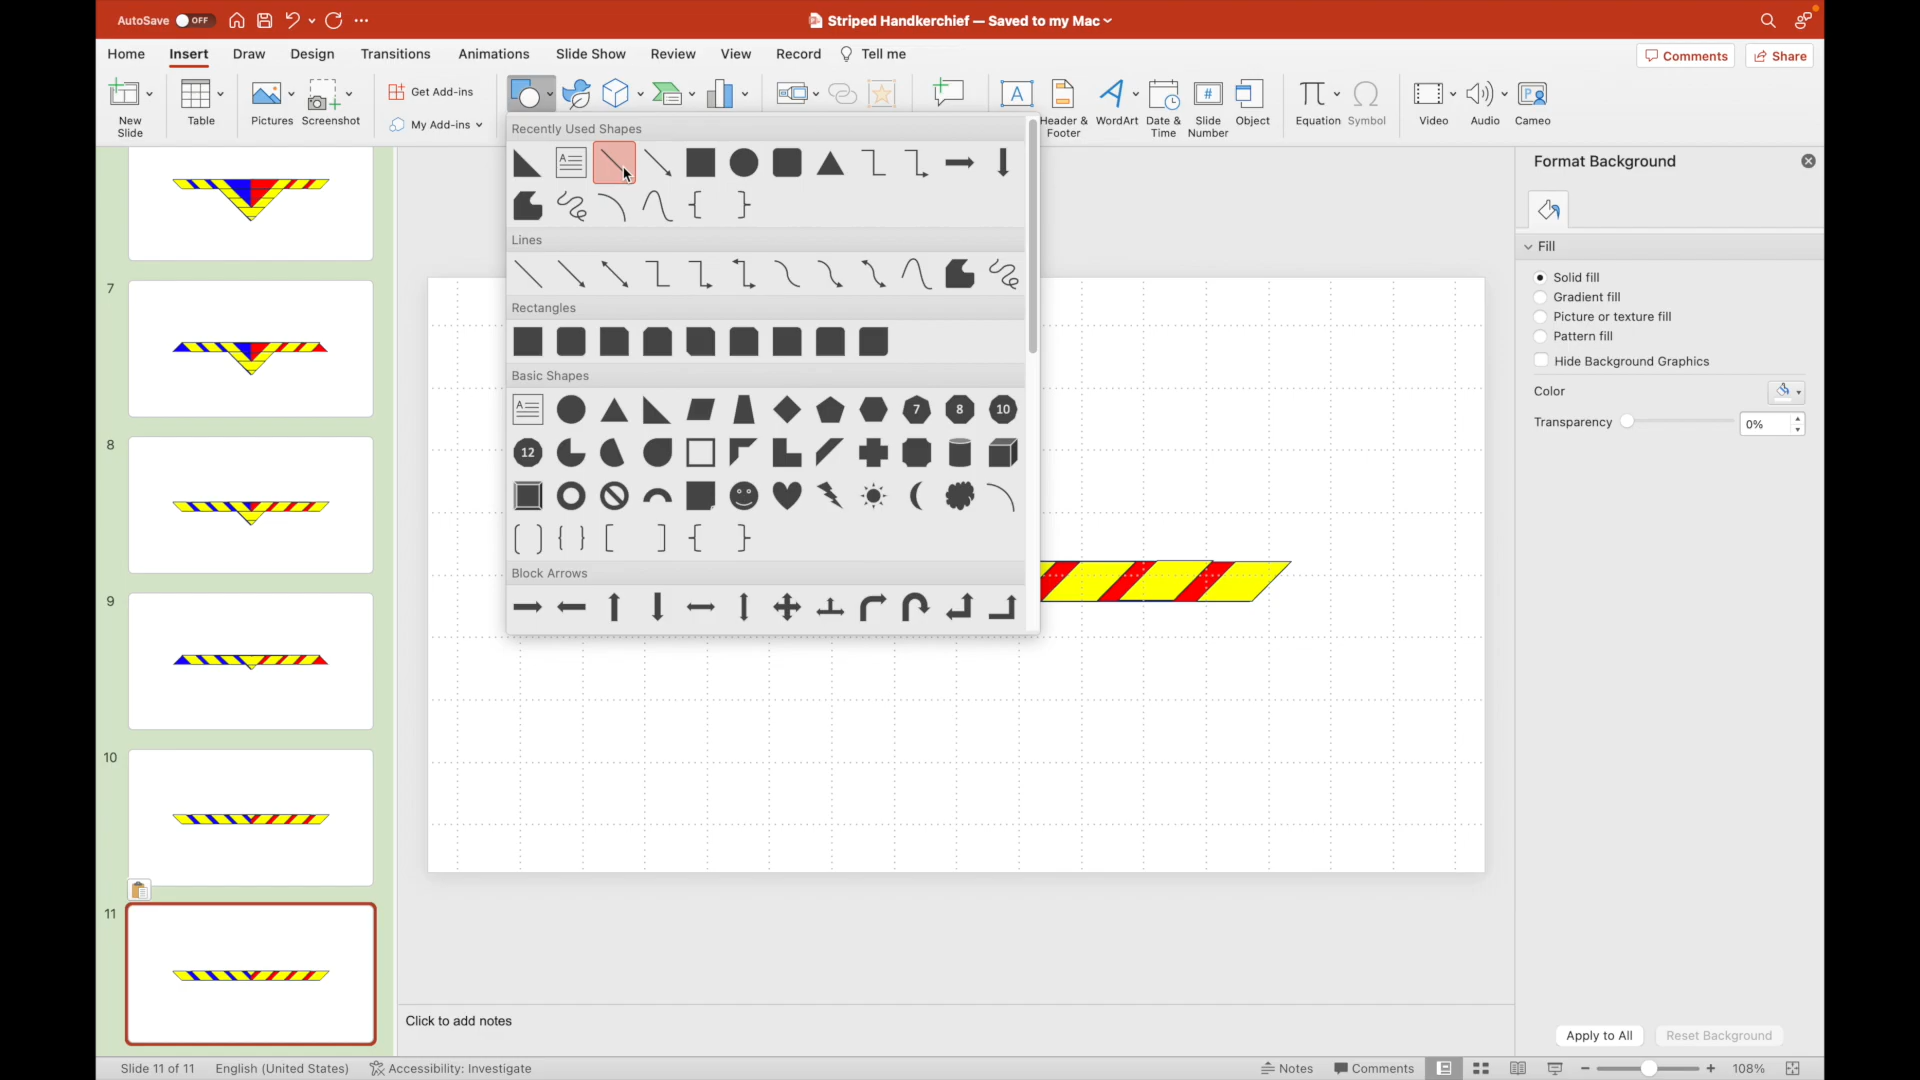 AutoSave OFF
Striped Handkerchief — Saved to my Mac
Home Insert Draw Design Transitions Animations Slide Show Review View Record Tell me
Comments Share
New Slide
Table
Pictures
Screenshot
Get Add-ins
My Add-ins
A
Header & Footer
WordArt
Date & Time
#
Slide Number
Object
Equation
Symbol
Video
Audio
Cameo
Recently Used Shapes
Lines
Rectangles
Basic Shapes
7 8 10
12
Block Arrows
7
8
9
10
11
Format Background
Fill
Solid fill
Gradient fill
Picture or texture fill
Pattern fill
Hide Background Graphics
Color
Transparency 0%
Apply to All Reset Background
Click to add notes
Slide 11 of 11 English (United States) Accessibility: Investigate Notes Comments 108%